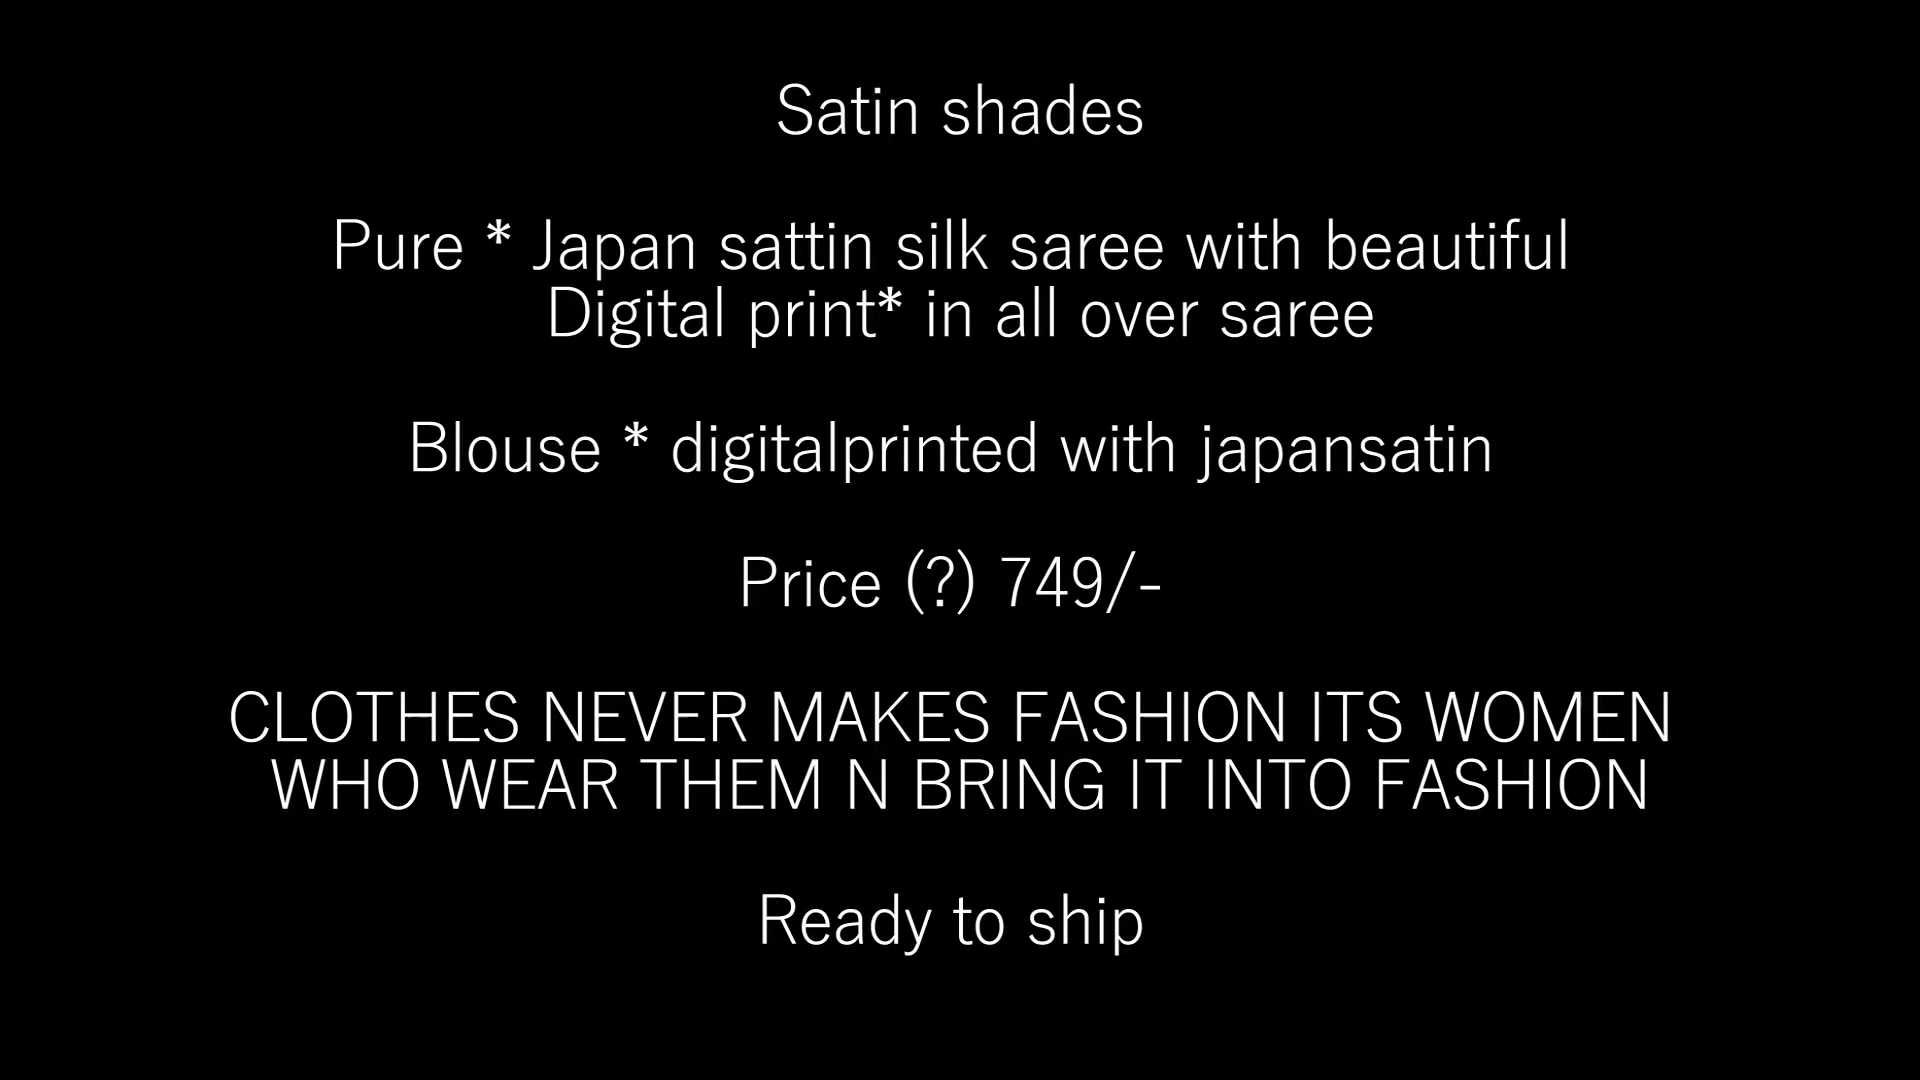 Satin shades
Pure * Japan sattin silk saree with beautiful
Digital print* in all over saree
Blouse * digitalprinted with japansatin
Price (?) 749/-
CLOTHES NEVER MAKES FASHION ITS WOMEN
WHO WEAR THEM N BRING IT INTO FASHION
Ready to ship